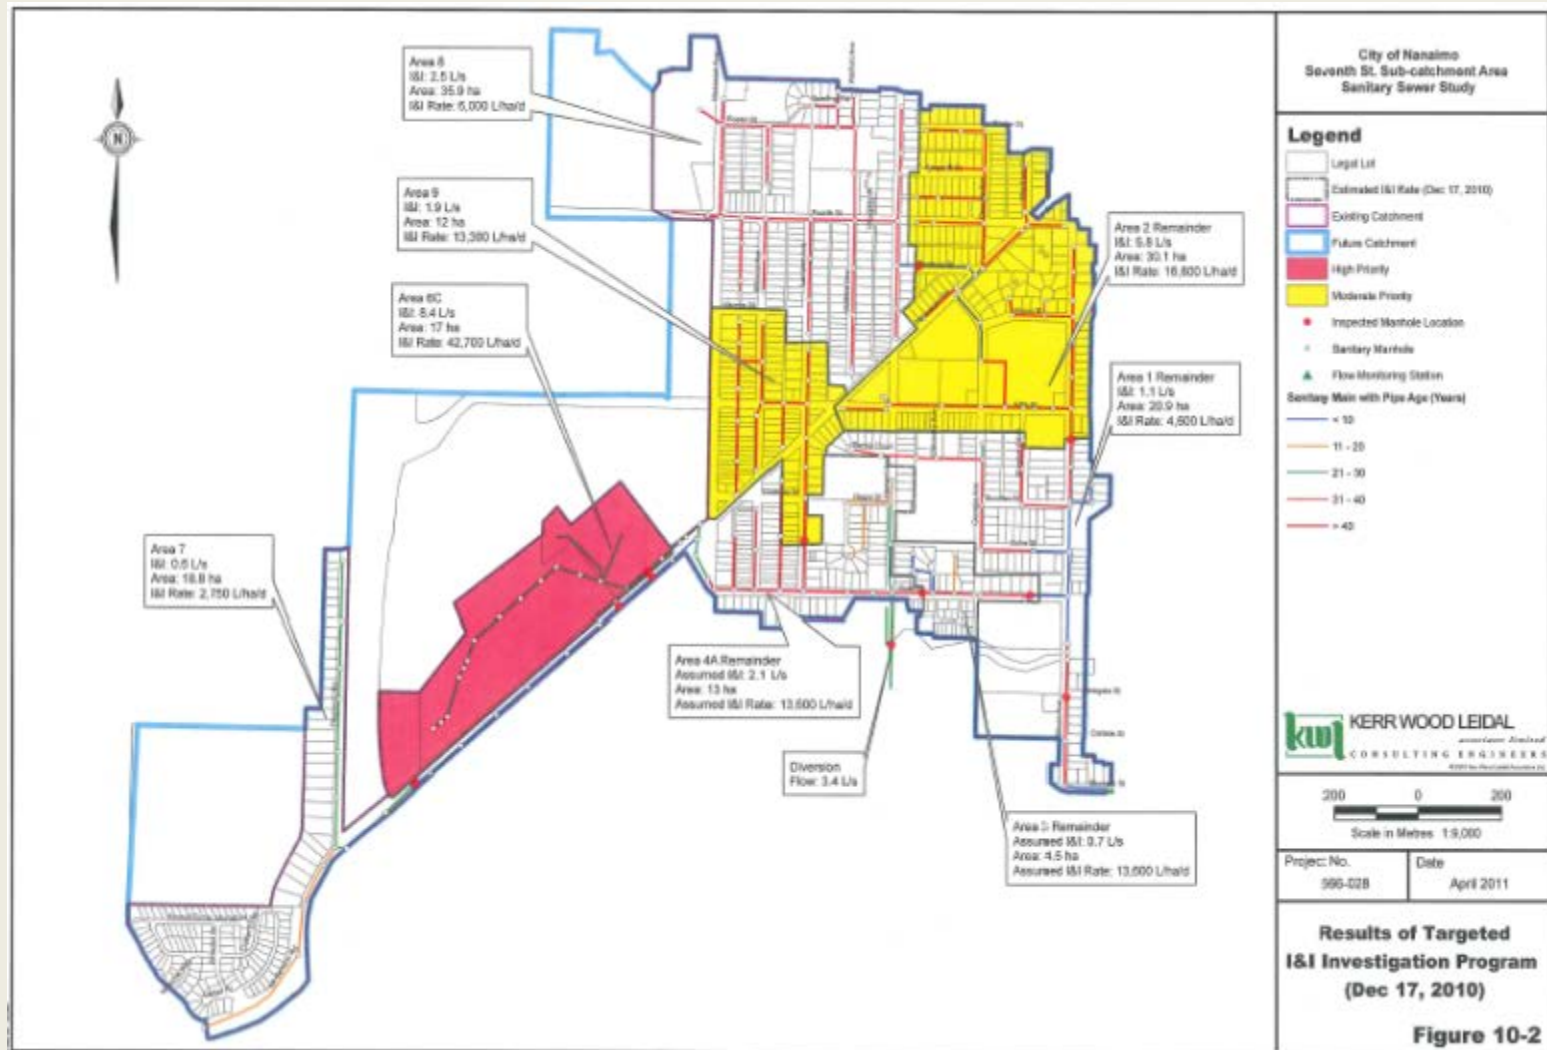 City of Nanaimo
Seventh St. Sub-catchment Area
Sanitary Sewer Study
Legend
Legal Lot
Estimated I&I Rate (Dec 17, 2010)
Existing Catchment
Future Catchment
High Priority
Moderate Priority
Inspected Manhole Location
Sanitary Manhole
Flow Monitoring Station
Sanitary Main with Pipe Age (Years)
< 10
11 - 20
21 - 30
31 - 40
> 40
KERR WOOD LEIDAL
associates limited
CONSULTING ENGINEERS
200 0 200
Scale in Metres 1:9,000
Project No.
Date
April 2011
Results of Targeted
I&I Investigation Program
(Dec 17, 2010)
Figure 10-2
N
Area 8
I&I: 2.5 L/s
Area: 35.9 ha
I&I Rate: 6,000 L/ha/d
Area 9
I&I: 1.9 L/s
Area: 12 ha
I&I Rate: 13,300 L/ha/d
Area 6C
I&I: 8.4 L/s
Area: 17 ha
I&I Rate: 42,700 L/ha/d
Area 7
I&I: 0.6 L/s
Area: 18.8 ha
I&I Rate: 2,750 L/ha/d
Area 2 Remainder
I&I: 5.8 L/s
Area: 30.1 ha
I&I Rate: 16,600 L/ha/d
Area 1 Remainder
I&I: 1.1 L/s
Area: 20.9 ha
I&I Rate: 4,600 L/ha/d
Area 4A Remainder
Assumed I&I: 2.1 L/s
Area: 13 ha
Assumed I&I Rate: 13,600 L/ha/d
Diversion
Flow: 3.4 L/s
Area 3 Remainder
Assumed I&I: 0.7 L/s
Area: 4.5 ha
Assumed I&I Rate: 13,600 L/ha/d